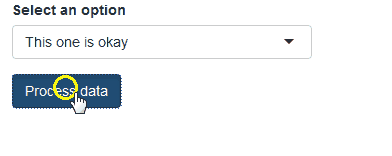 Select an option
This one is okay
Process data